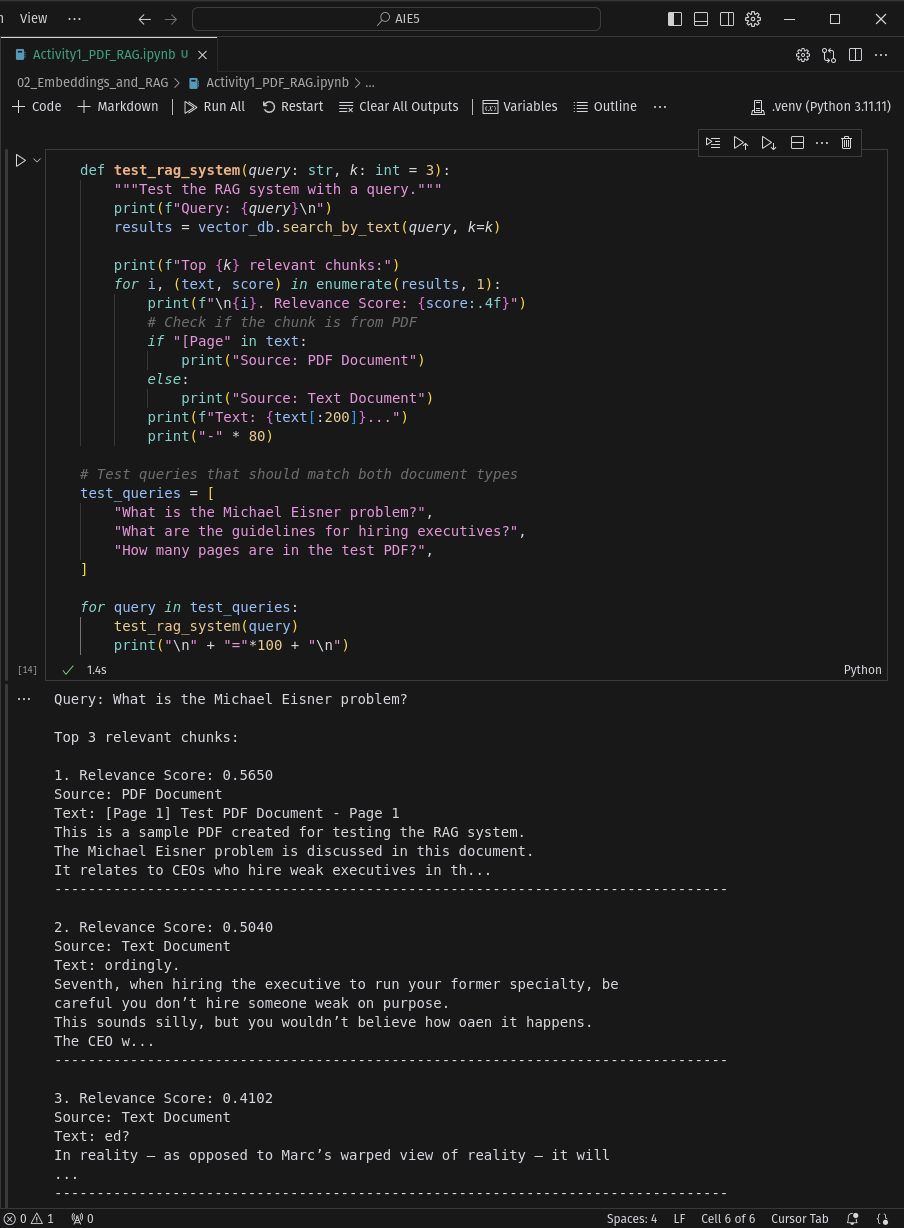 View ···
AIE5
Activity1_PDF_RAG.ipynb U
02_Embeddings_and_RAG > Activity1_PDF_RAG.ipynb > ...
+ Code + Markdown | Run All Restart Clear All Outputs | Variables Outline ··· .venv (Python 3.11.11)
def test_rag_system(query: str, k: int = 3):
    """Test the RAG system with a query."""
    print(f"Query: {query}\n")
    results = vector_db.search_by_text(query, k=k)
    print(f"Top {k} relevant chunks:")
    for i, (text, score) in enumerate(results, 1):
        print(f"\n{i}. Relevance Score: {score:.4f}")
        # Check if the chunk is from PDF
        if "[Page" in text:
            print("Source: PDF Document")
        else:
            print("Source: Text Document")
        print(f"Text: {text[:200]}...")
        print("-" * 80)
# Test queries that should match both document types
test_queries = [
    "What is the Michael Eisner problem?",
    "What are the guidelines for hiring executives?",
    "How many pages are in the test PDF?",
]
for query in test_queries:
    test_rag_system(query)
    print("\n" + "="*100 + "\n")
[14] 1.4s Python
Query: What is the Michael Eisner problem?
Top 3 relevant chunks:
1. Relevance Score: 0.5650
Source: PDF Document
Text: [Page 1] Test PDF Document - Page 1
This is a sample PDF created for testing the RAG system.
The Michael Eisner problem is discussed in this document.
It relates to CEOs who hire weak executives in th...
--------------------------------------------------------------------------------
2. Relevance Score: 0.5040
Source: Text Document
Text: ordingly.
Seventh, when hiring the executive to run your former specialty, be
careful you don’t hire someone weak on purpose.
This sounds silly, but you wouldn’t believe how oaen it happens.
The CEO w...
--------------------------------------------------------------------------------
3. Relevance Score: 0.4102
Source: Text Document
Text: ed?
In reality — as opposed to Marc’s warped view of reality — it will
...
--------------------------------------------------------------------------------
0 1 0 Spaces: 4 LF Cell 6 of 6 Cursor Tab